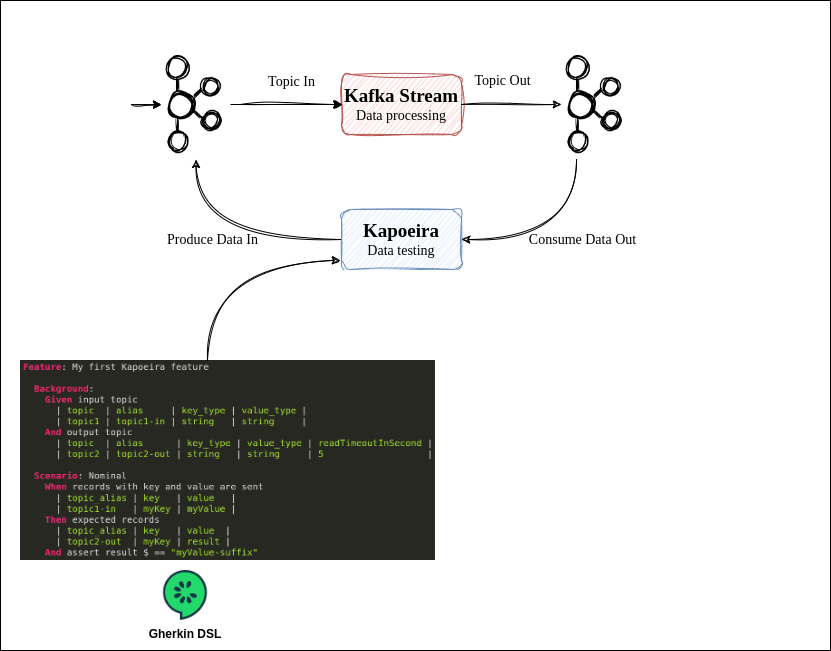 Topic In
Topic Out
Kafka Stream
Data processing
Kapoeira
Data testing
Produce Data In
Consume Data Out
Feature: My first Kapoeira feature
Background:
Given input topic
| topic | alias | key_type | value_type |
| topic1 | topic1-in | string | string |
And output topic
| topic | alias | key_type | value_type | readTimeoutInSecond |
| topic2 | topic2-out | string | string | 5 |
Scenario: Nominal
When records with key and value are sent
| topic_alias | key | value |
| topic1-in | myKey | myValue |
Then expected records
| topic_alias | key | value |
| topic2-out | myKey | result |
And assert result $ == "myValue-suffix"
Gherkin DSL